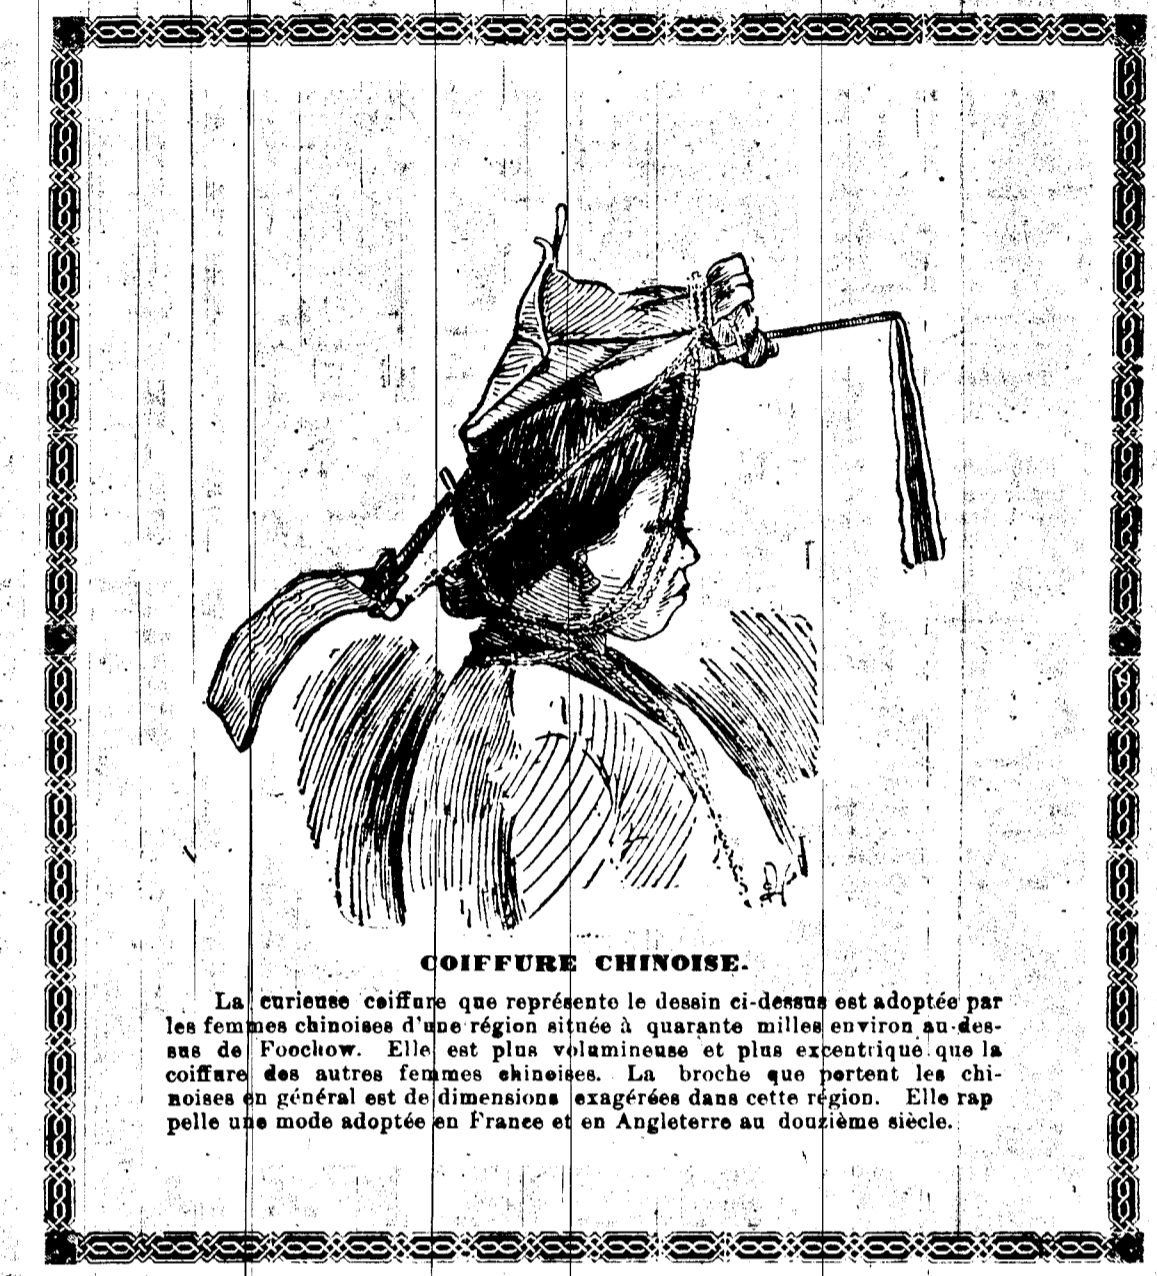 COIFFURE CHINOISE.
La curieuse coiffure que représente le dessin ci-dessus est adoptée par
les femmes chinoises d'une région située à quarante milles environ au-des-
sus de Foochow. Elle est plus volumineuse et plus excentrique que la
coiffure des autres femmes chinoises. La broche que portent les chi-
noises en général est de dimensions exagérées dans cette région. Elle rap
pelle une mode adoptée en France et en Angleterre au douzième siècle.